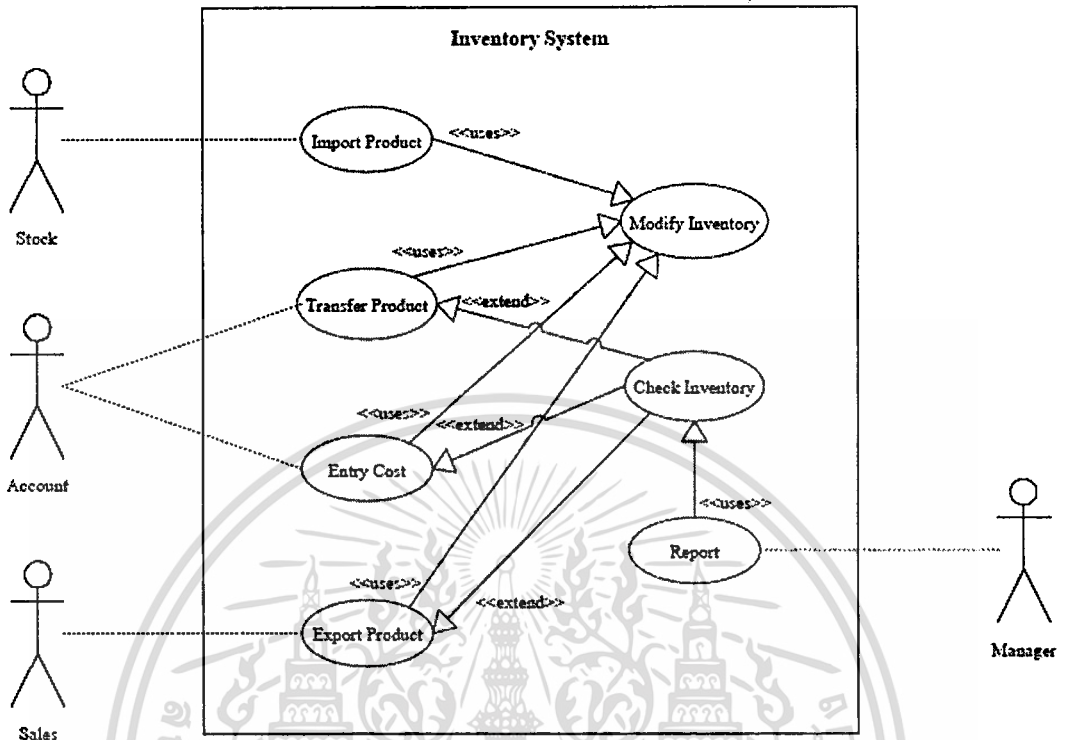 Inventory System
Import Product
<<uses>>
Modify Inventory
Stock
<<uses>>
Transfer Product
<<extend>>
Check Inventory
<<uses>>
<<extend>>
Entry Cost
Account
<<uses>>
Report
<<uses>>
<<extend>>
Export Product
Manager
Sales